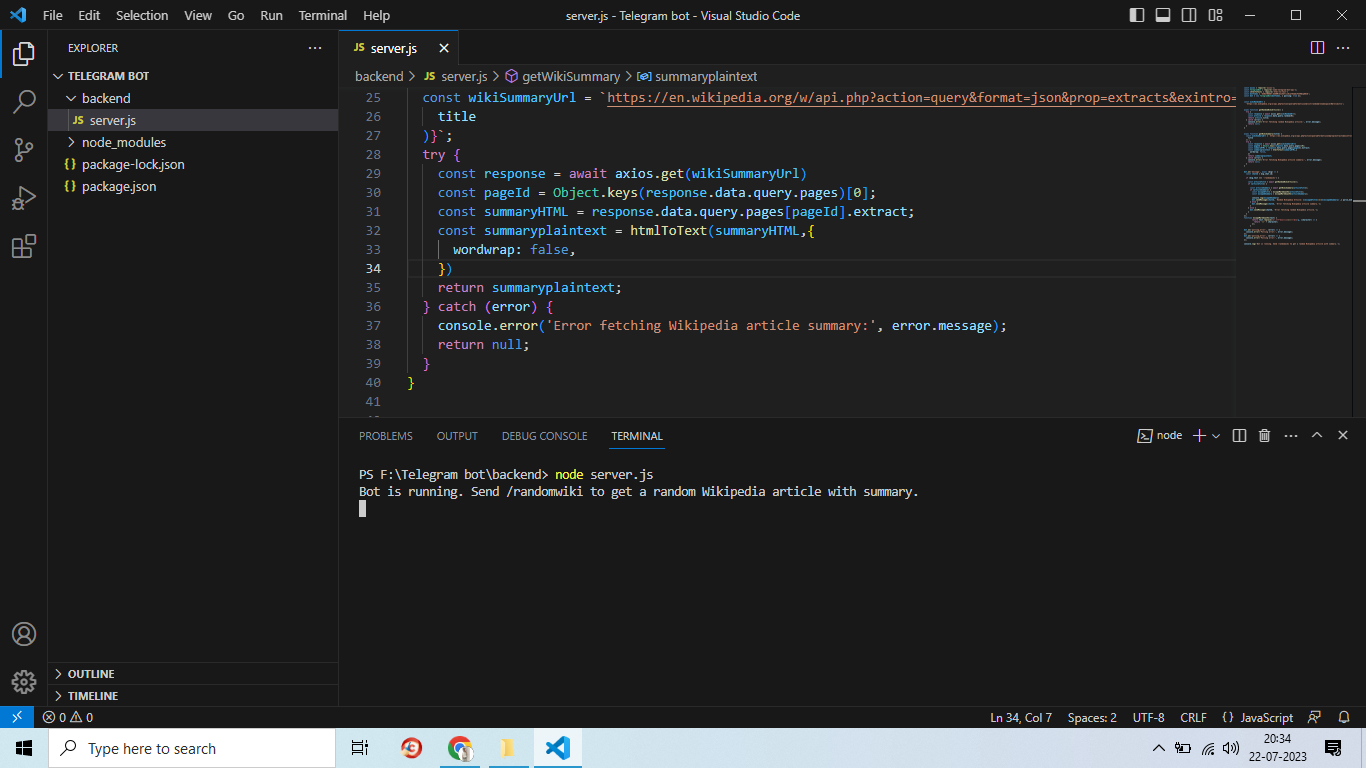 File Edit Selection View Go Run Terminal Help
server.js - Telegram bot - Visual Studio Code
EXPLORER
TELEGRAM BOT
backend
JS server.js
node_modules
{} package-lock.json
{} package.json
OUTLINE
TIMELINE
JS server.js
backend > JS server.js > getWikiSummary > summaryplaintext
25 const wikiSummaryUrl = `https://en.wikipedia.org/w/api.php?action=query&format=json&prop=extracts&exintro=
26 title
27 )}`;
28 try {
29 const response = await axios.get(wikiSummaryUrl)
30 const pageId = Object.keys(response.data.query.pages)[0];
31 const summaryHTML = response.data.query.pages[pageId].extract;
32 const summaryplaintext = htmlToText(summaryHTML,{
33 wordwrap: false,
34 })
35 return summaryplaintext;
36 } catch (error) {
37 console.error('Error fetching Wikipedia article summary:', error.message);
38 return null;
39 }
40 }
41
PROBLEMS OUTPUT DEBUG CONSOLE TERMINAL
node
PS F:\Telegram bot\backend> node server.js
Bot is running. Send /randomwiki to get a random Wikipedia article with summary.
0 0
Ln 34, Col 7 Spaces: 2 UTF-8 CRLF {} JavaScript
Type here to search
20:34
22-07-2023